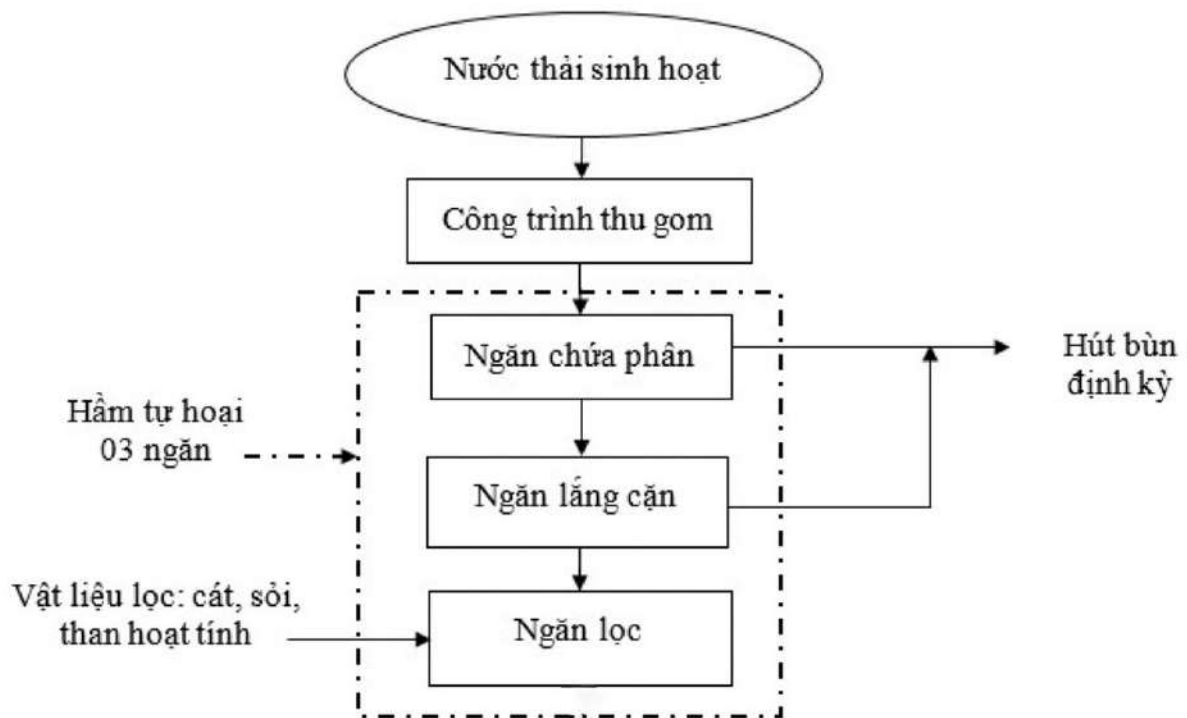 Nước thải sinh hoạt
Công trình thu gom
Ngăn chứa phân
Hút bùn
định kỳ
Hầm tự hoại
03 ngăn
Ngăn lắng cặn
Vật liệu lọc: cát, sỏi,
than hoạt tính
Ngăn lọc